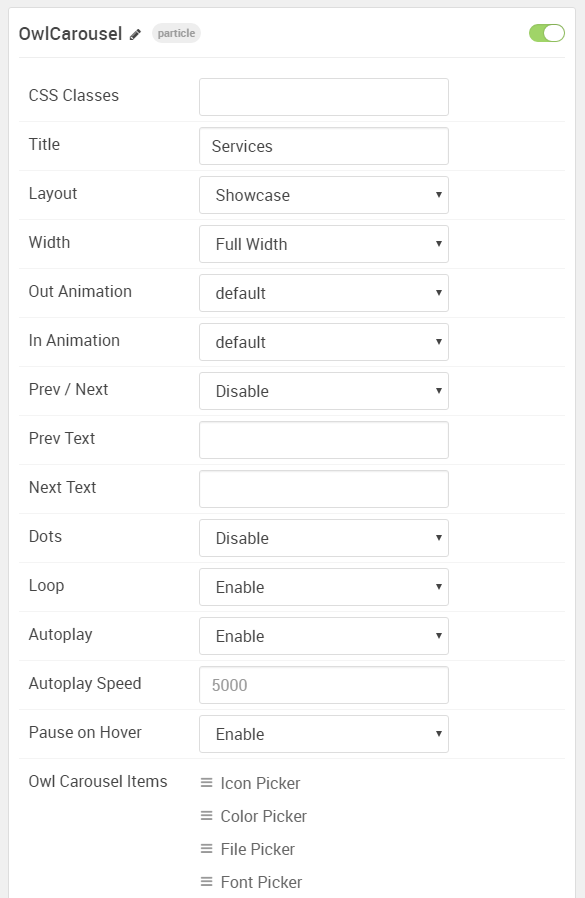 OwlCarousel particle
CSS Classes
Title Services
Layout Showcase
Width Full Width
Out Animation default
In Animation default
Prev / Next Disable
Prev Text
Next Text
Dots Disable
Loop Enable
Autoplay Enable
Autoplay Speed 5000
Pause on Hover Enable
Owl Carousel Items Icon Picker
Color Picker
File Picker
Font Picker